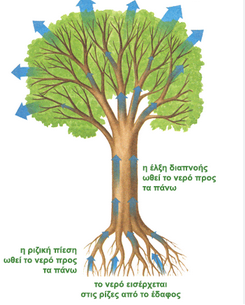 η έλξη διαπνοής
ωθεί το νερό προς
τα πάνω
η ριζική πίεση
ωθεί το νερό προς
τα πάνω
το νερό εισέρχεται
στις ρίζες από το έδαφος